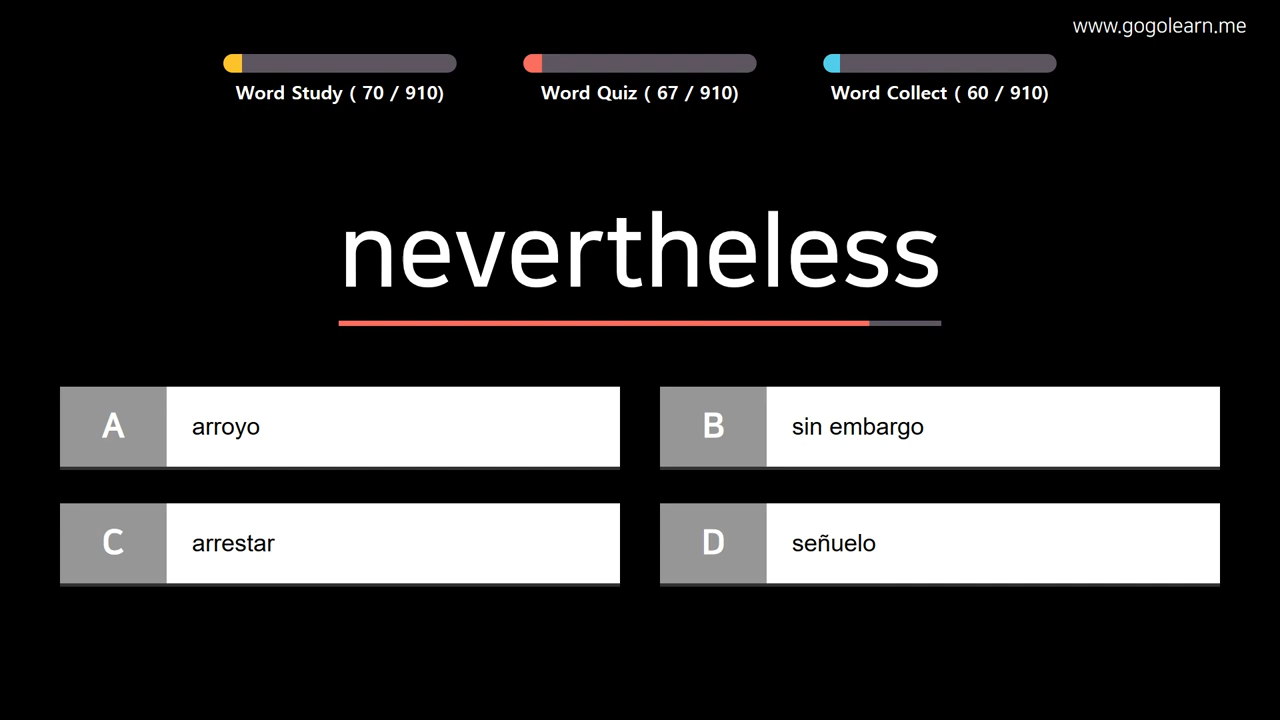 www.gogolearn.me
Word Study ( 70 / 910)
Word Quiz ( 67 / 910)
Word Collect ( 60 / 910)
nevertheless
A arroyo
B sin embargo
C arrestar
D señuelo